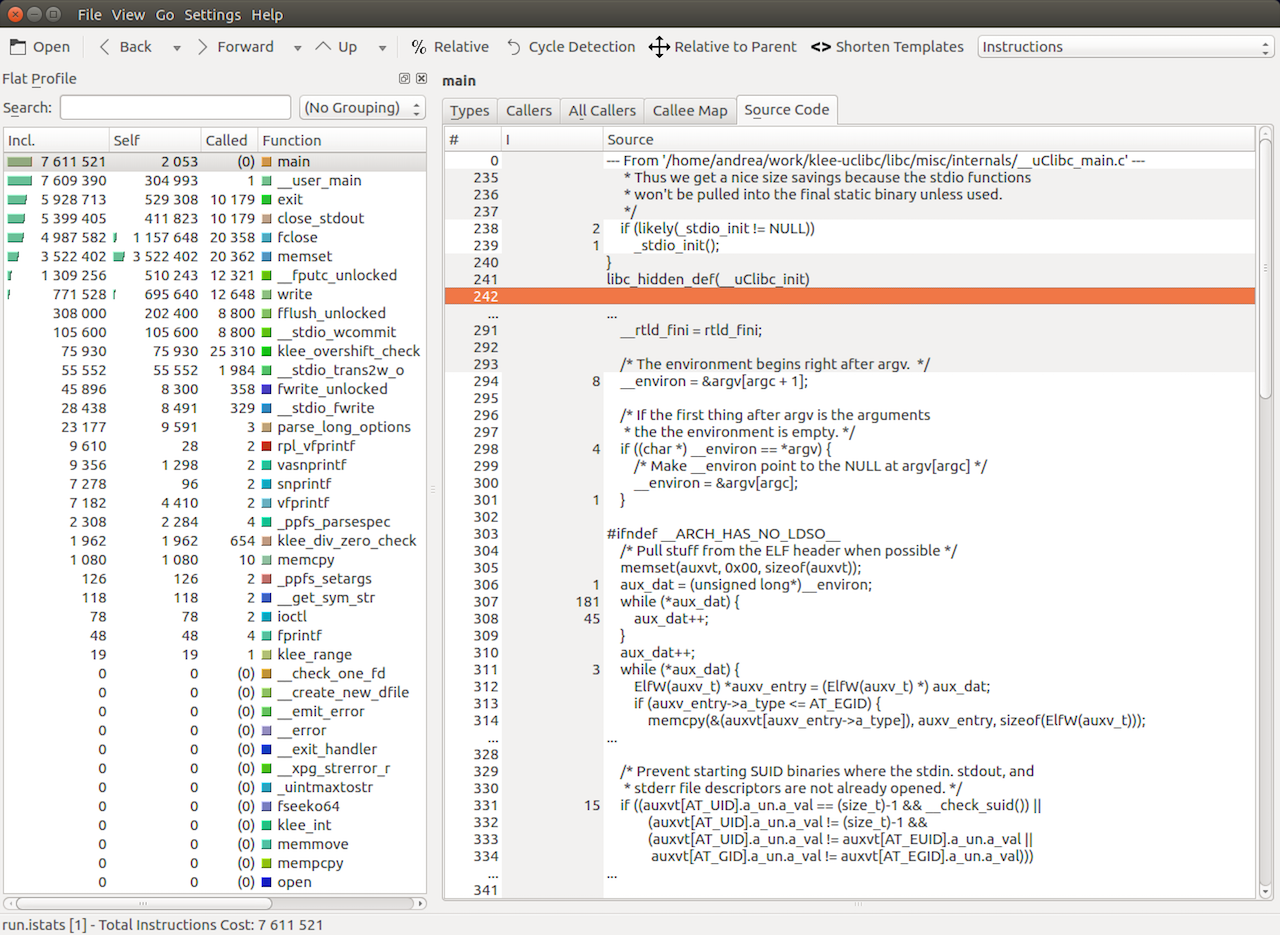 File View Go Settings Help
Open Back Forward Up % Relative Cycle Detection Relative to Parent <> Shorten Templates Instructions
Flat Profile
Search: (No Grouping)
Incl. Self Called Function
7 611 521 2 053 (0) main
7 609 390 304 993 1 __user_main
5 928 713 529 308 10 179 exit
5 399 405 411 823 10 179 close_stdout
4 987 582 1 157 648 20 358 fclose
3 522 402 3 522 402 20 362 memset
1 309 256 510 243 12 321 __fputc_unlocked
771 528 695 640 12 648 write
308 000 202 400 8 800 fflush_unlocked
105 600 105 600 8 800 __stdio_wcommit
75 930 75 930 25 310 klee_overshift_check
55 552 55 552 1 984 __stdio_trans2w_o
45 896 8 300 358 fwrite_unlocked
28 438 8 491 329 __stdio_fwrite
23 177 9 591 3 parse_long_options
9 610 28 2 rpl_vfprintf
9 356 1 298 2 vasnprintf
7 278 96 2 snprintf
7 182 4 410 2 vfprintf
2 308 2 284 4 _ppfs_parsespec
1 962 1 962 654 klee_div_zero_check
1 080 1 080 10 memcpy
126 126 2 _ppfs_setargs
118 118 2 __get_sym_str
78 78 2 ioctl
48 48 4 fprintf
19 19 1 klee_range
0 0 (0) __check_one_fd
0 0 (0) __create_new_dfile
0 0 (0) __emit_error
0 0 (0) __error
0 0 (0) __exit_handler
0 0 (0) __xpg_strerror_r
0 0 (0) _uintmaxtostr
0 0 (0) fseeko64
0 0 (0) klee_int
0 0 (0) memmove
0 0 (0) mempcpy
0 0 (0) open
main
Types Callers All Callers Callee Map Source Code
# I Source
0 --- From '/home/andrea/work/klee-uclibc/libc/misc/internals/__uClibc_main.c' ---
235 * Thus we get a nice size savings because the stdio functions
236 * won't be pulled into the final static binary unless used.
237 */
238 2 if (likely(_stdio_init != NULL))
239 1 _stdio_init();
240 }
241 libc_hidden_def(__uClibc_init)
242
... ...
291 __rtld_fini = rtld_fini;
292
293 /* The environment begins right after argv. */
294 8 __environ = &argv[argc + 1];
295
296 /* If the first thing after argv is the arguments
297 * the the environment is empty. */
298 4 if ((char *) __environ == *argv) {
299 /* Make __environ point to the NULL at argv[argc] */
300 __environ = &argv[argc];
301 1 }
302
303 #ifndef __ARCH_HAS_NO_LDSO__
304 /* Pull stuff from the ELF header when possible */
305 memset(auxvt, 0x00, sizeof(auxvt));
306 1 aux_dat = (unsigned long*)__environ;
307 181 while (*aux_dat) {
308 45 aux_dat++;
309 }
310 aux_dat++;
311 3 while (*aux_dat) {
312 ElfW(auxv_t) *auxv_entry = (ElfW(auxv_t) *) aux_dat;
313 if (auxv_entry->a_type <= AT_EGID) {
314 memcpy(&(auxvt[auxv_entry->a_type]), auxv_entry, sizeof(ElfW(auxv_t)));
... ...
328
329 /* Prevent starting SUID binaries where the stdin. stdout, and
330 * stderr file descriptors are not already opened. */
331 15 if ((auxvt[AT_UID].a_un.a_val == (size_t)-1 && __check_suid()) ||
332 (auxvt[AT_UID].a_un.a_val != (size_t)-1 &&
333 (auxvt[AT_UID].a_un.a_val != auxvt[AT_EUID].a_un.a_val ||
334 auxvt[AT_GID].a_un.a_val != auxvt[AT_EGID].a_un.a_val)))
... ...
341
run.istats [1] - Total Instructions Cost: 7 611 521